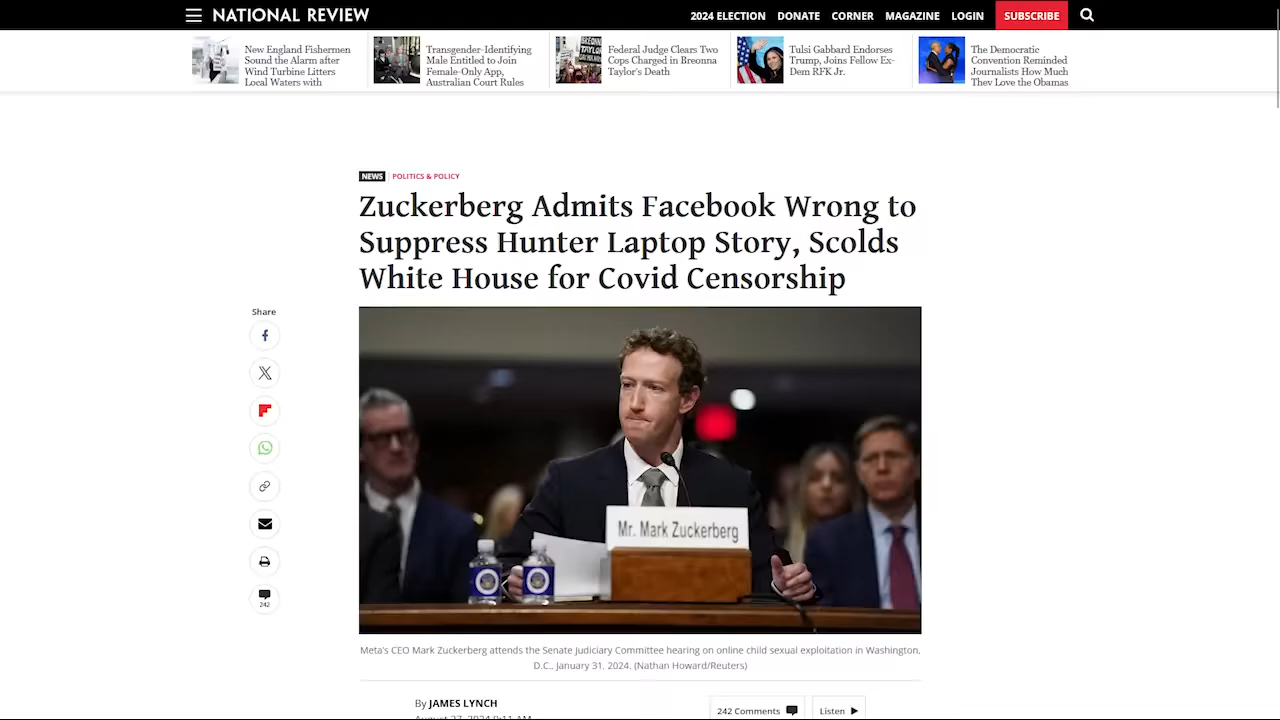 NATIONAL REVIEW
2024 ELECTION DONATE CORNER MAGAZINE LOGIN SUBSCRIBE
New England Fishermen
Sound the Alarm after
Wind Turbine Litters
Local Waters with
Transgender-Identifying
Male Entitled to Join
Female-Only App,
Australian Court Rules
Federal Judge Clears Two
Cops Charged in Breonna
Taylor's Death
Tulsi Gabbard Endorses
Trump, Joins Fellow Ex-
Dem RFK Jr.
The Democratic
Convention Reminded
Journalists How Much
They Love the Obamas
NEWS POLITICS & POLICY
Zuckerberg Admits Facebook Wrong to
Suppress Hunter Laptop Story, Scolds
White House for Covid Censorship
Share
242
Mr. Mark Zuckerberg
Meta's CEO Mark Zuckerberg attends the Senate Judiciary Committee hearing on online child sexual exploitation in Washington,
D.C., January 31, 2024. (Nathan Howard/Reuters)
By JAMES LYNCH
242 Comments
Listen
August 27, 2024 9:11 AM